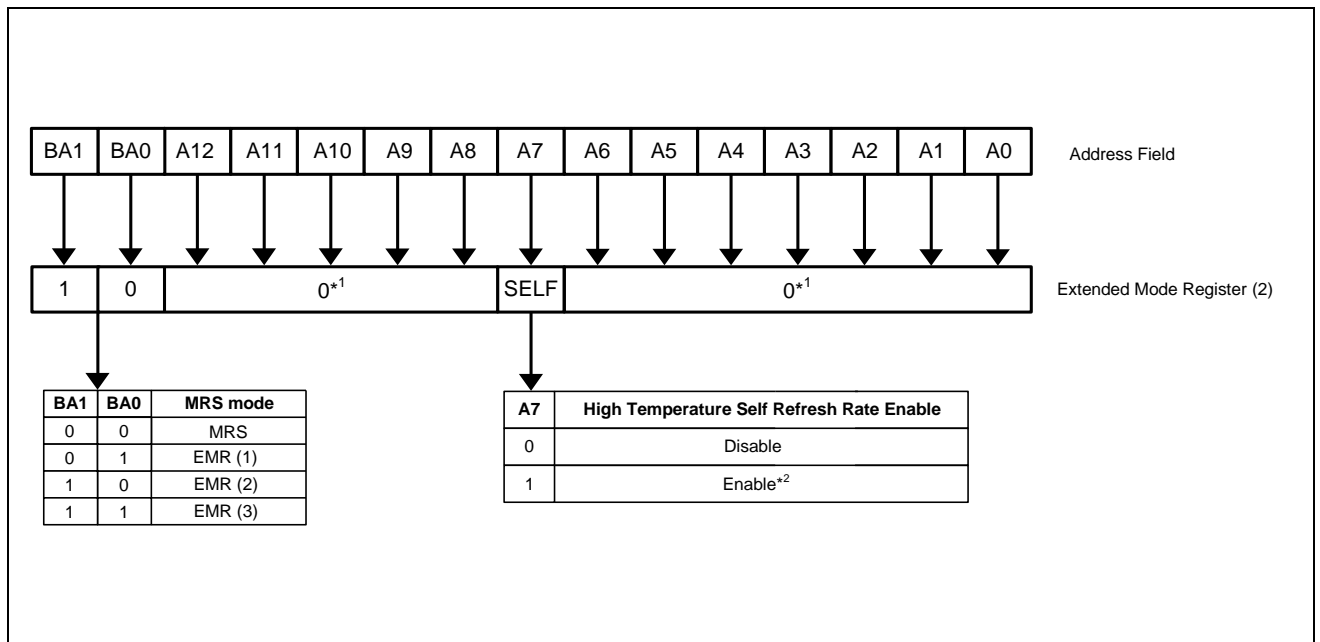 BA1 BA0 A12 A11 A10 A9 A8 A7 A6 A5 A4 A3 A2 A1 A0 Address Field
1 0 0*1 SELF 0*1 Extended Mode Register (2)
BA1 BA0 MRS mode
0 0 MRS
0 1 EMR (1)
1 0 EMR (2)
1 1 EMR (3)
A7 High Temperature Self Refresh Rate Enable
0 Disable
1 Enable*2